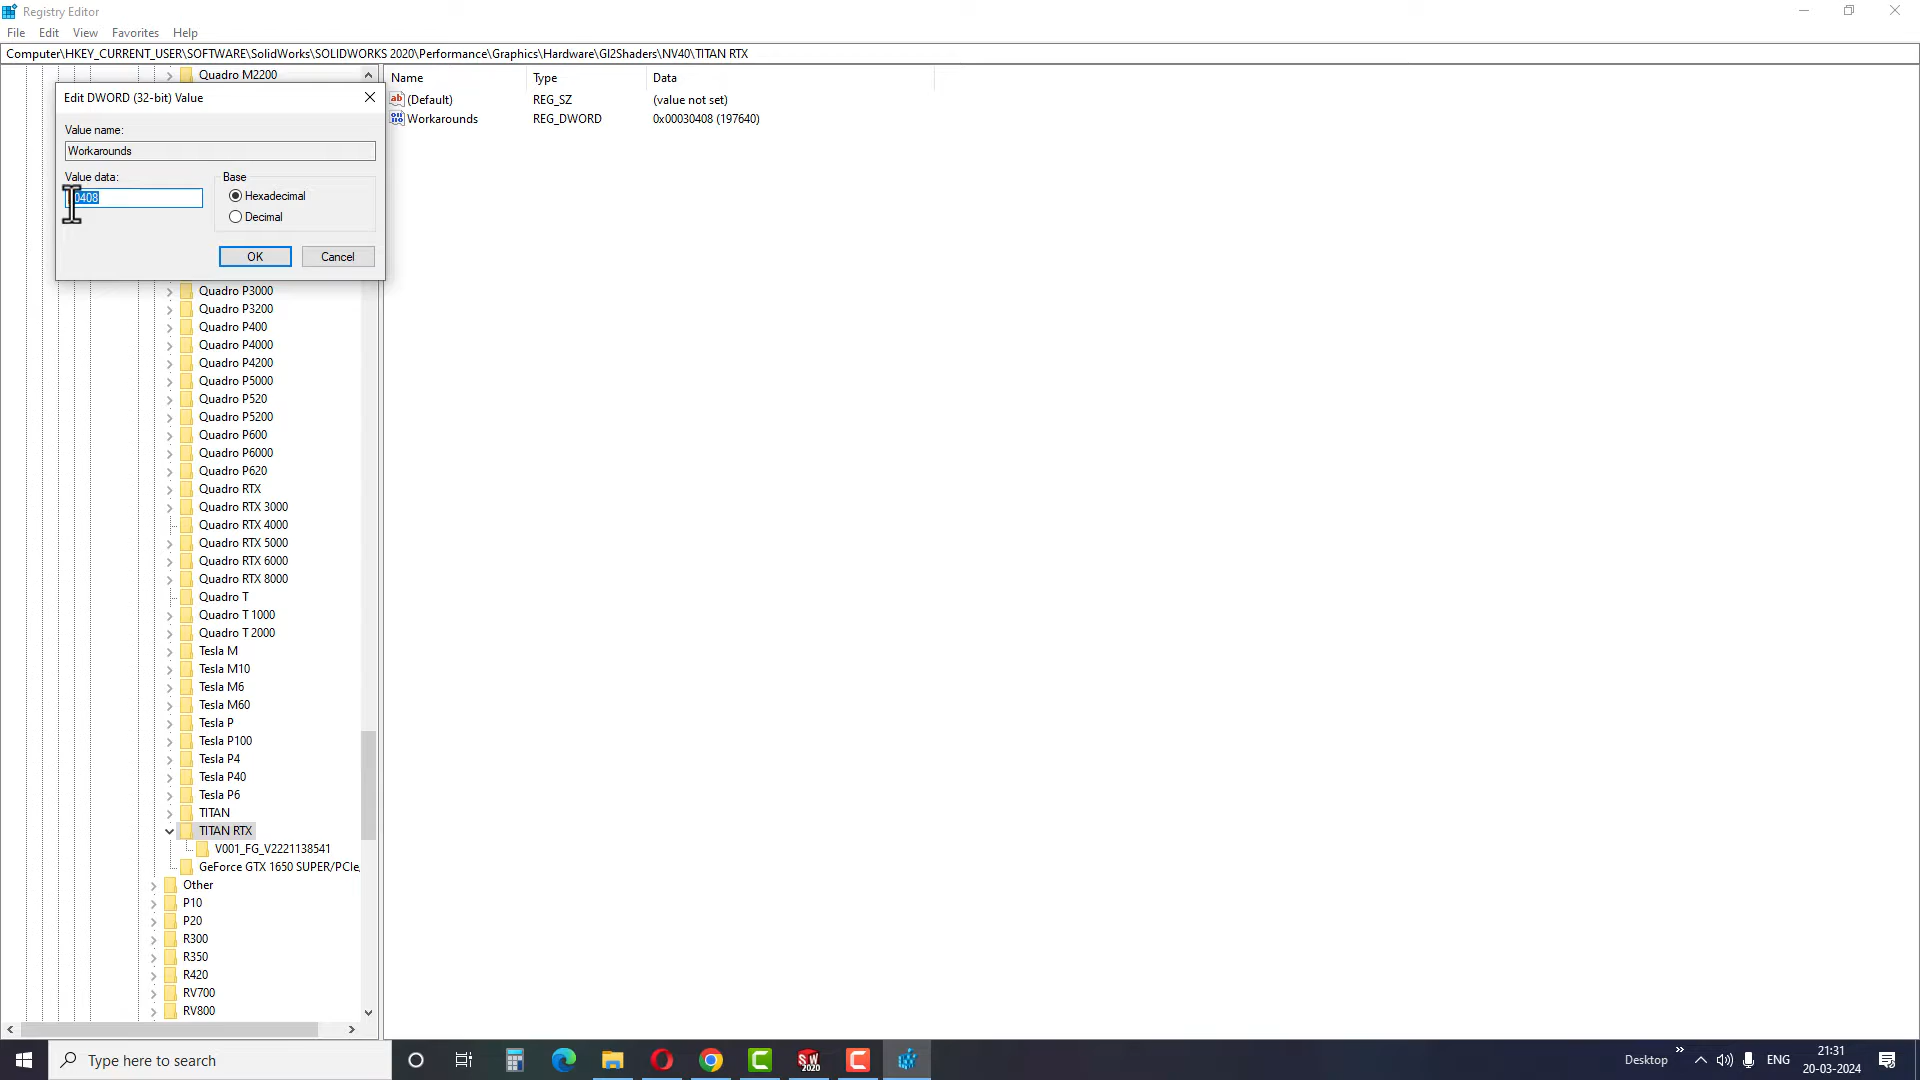 Registry Editor
File Edit View Favorites Help
Computer\HKEY_CURRENT_USER\SOFTWARE\SolidWorks\SOLIDWORKS 2020\Performance\Graphics\Hardware\Gl2Shaders\NV40\TITAN RTX
Quadro M2200
Name Type Data
(Default) REG_SZ (value not set)
Workarounds REG_DWORD 0x00030408 (197640)
Edit DWORD (32-bit) Value
Value name:
Workarounds
Value data:
0408
Base
Hexadecimal
Decimal
OK Cancel
Quadro P3000
Quadro P3200
Quadro P400
Quadro P4000
Quadro P4200
Quadro P5000
Quadro P520
Quadro P5200
Quadro P600
Quadro P6000
Quadro P620
Quadro RTX
Quadro RTX 3000
Quadro RTX 4000
Quadro RTX 5000
Quadro RTX 6000
Quadro RTX 8000
Quadro T
Quadro T1000
Quadro T2000
Tesla M
Tesla M10
Tesla M6
Tesla M60
Tesla P
Tesla P100
Tesla P4
Tesla P40
Tesla P6
TITAN
TITAN RTX
V001_FG_V2221138541
GeForce GTX 1650 SUPER/PCIe,
Other
P10
P20
R300
R350
R420
RV700
RV800
Type here to search
SW
2020
Desktop
ENG
21:31
20-03-2024